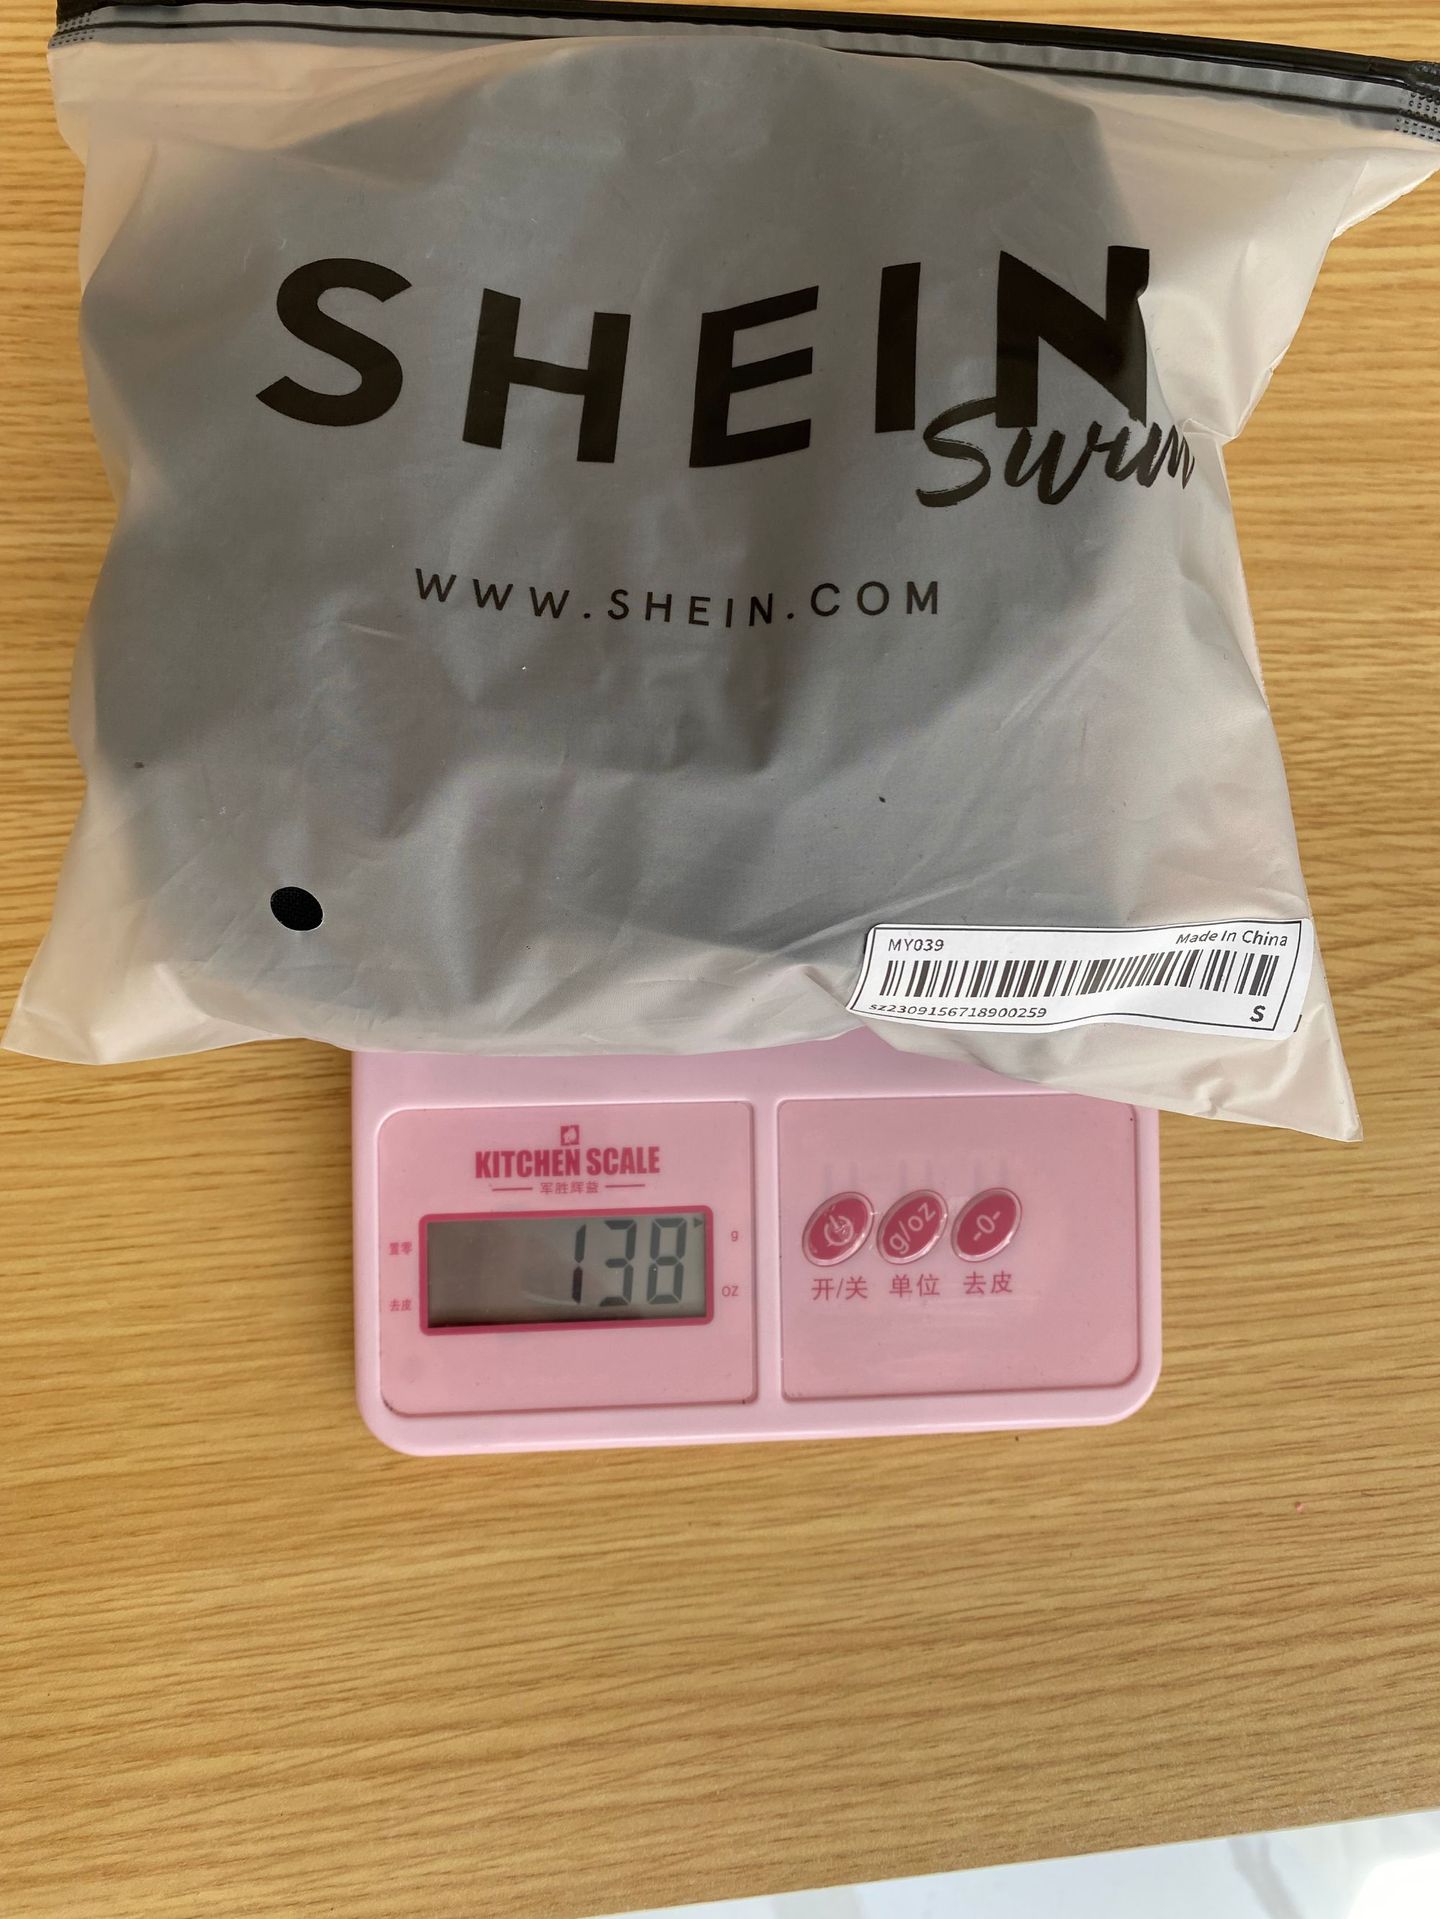 SHEIN
Swim
WWW.SHEIN.COM
MY039 Made In China
sz2309156718900259 S
KITCHEN SCALE
军胜辉益
138
置零 g
去皮 OZ
g/oz -0-
开/关 单位 去皮